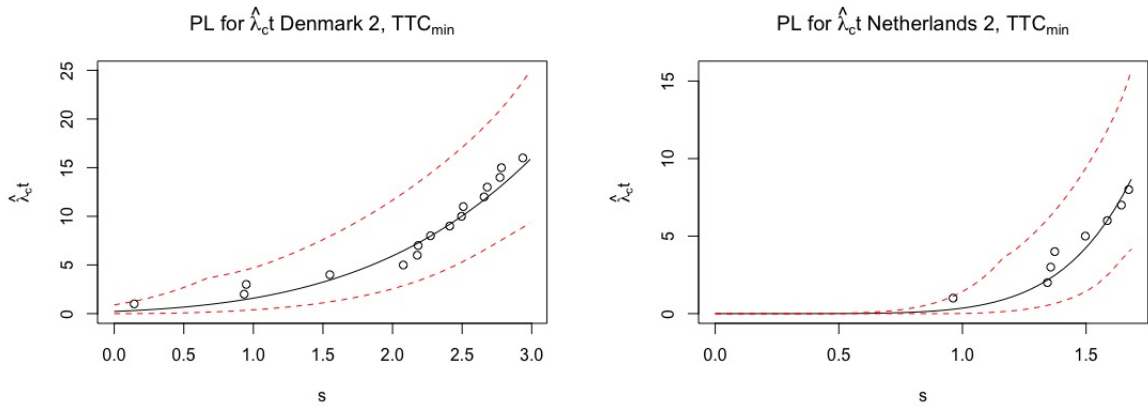 PL for λ̂ct Denmark 2, TTCmin
25
20
15
10
5
0
λ̂ct
0.0 0.5 1.0 1.5 2.0 2.5 3.0
s
PL for λ̂ct Netherlands 2, TTCmin
15
10
5
0
λ̂ct
0.0 0.5 1.0 1.5
s